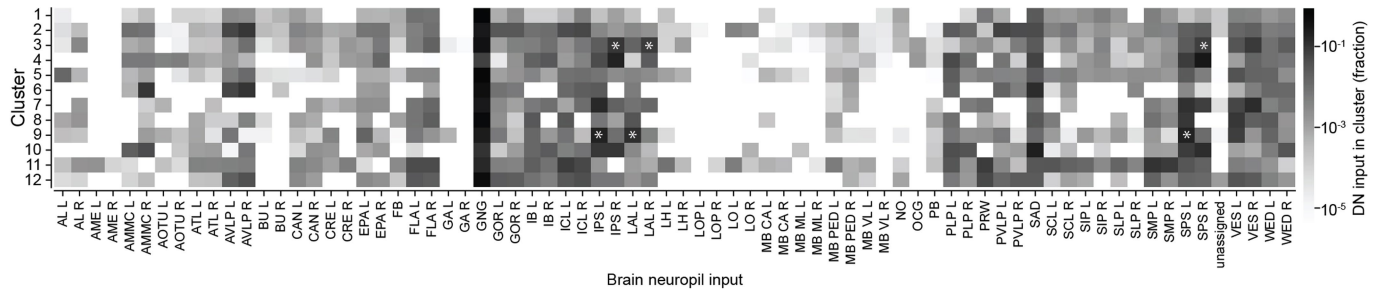 Cluster
1
2
3
4
5
6
7
8
9
10
11
12
* * *
* * *
AL L
AL R
AME L
AME R
AMMC L
AMMC R
AOTU L
AOTU R
ATL L
ATL R
AVLP L
AVLP R
BU L
BU R
CAN L
CAN R
CRE L
CRE R
EPA L
EPA R
FB
FLA L
FLA R
GA L
GA R
GNG
GOR L
GOR R
IB L
IB R
ICL L
ICL R
IPS L
IPS R
LAL L
LAL R
LH L
LH R
LOP L
LOP R
LO L
LO R
MB CA L
MB CA R
MB ML L
MB ML R
MB PED L
MB PED R
MB VL L
MB VL R
NO
OCG
PB
PLP L
PLP R
PRW
PVLP L
PVLP R
SAD
SCL L
SCL R
SIP L
SIP R
SLP L
SLP R
SMP L
SMP R
SPS L
SPS R
unassigned
VES L
VES R
WED L
WED R
Brain neuropil input
10⁻¹
10⁻³
10⁻⁵
DN input in cluster (fraction)